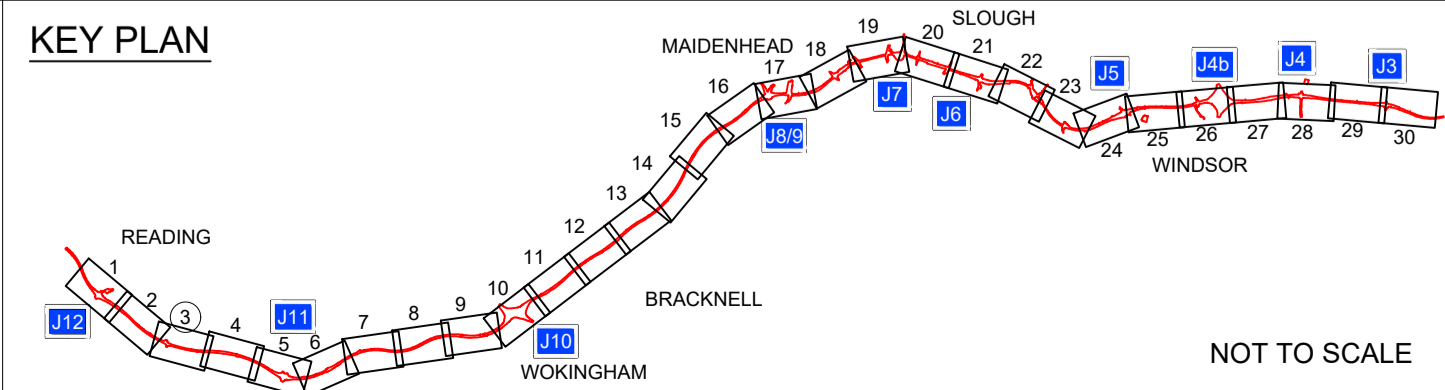 KEY PLAN
SLOUGH
MAIDENHEAD
READING
BRACKNELL
WOKINGHAM
WINDSOR
NOT TO SCALE
J12
J11
J10
J8/9
J7
J6
J5
J4b
J4
J3
1
2
3
4
5
6
7
8
9
10
11
12
13
14
15
16
17
18
19
20
21
22
23
24
25
26
27
28
29
30